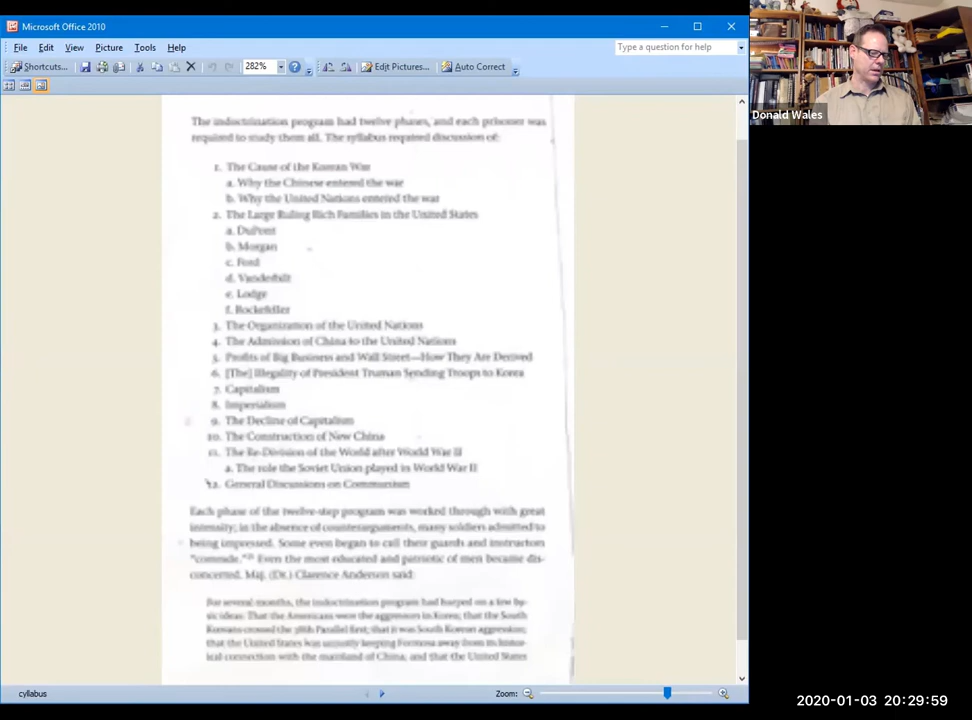 Microsoft Office 2010
File Edit View Picture Tools Help
Type a question for help
Shortcuts...
282%
Edit Pictures...
Auto Correct
Donald Wales
The indoctrination program had twelve phases, and each prisoner was
required to study them all. The syllabus required discussion of:
1. The Cause of the Korean War
a. Why the Chinese entered the war
b. Why the United Nations entered the war
2. The Large Ruling Rich Families in the United States
a. DuPont
b. Morgan
c. Ford
d. Vanderbilt
e. Lodge
f. Rockefeller
3. The Organization of the United Nations
4. The Admission of China to the United Nations
5. Profits of Big Business and Wall Street—How They Are Derived
6. [The] Illegality of President Truman Sending Troops to Korea
7. Capitalism
8. Imperialism
9. The Decline of Capitalism
10. The Construction of New China
11. The Re-Division of the World after World War II
a. The role the Soviet Union played in World War II
12. General Discussions on Communism
Each phase of the twelve-step program was worked through with great
intensity; in the absence of counterarguments, many soldiers admitted to
being impressed. Some even began to call their guards and instructors
"comrade." Even the most educated and patriotic of men became dis-
concerted. Maj. (Dr.) Clarence Anderson said:
For several months, the indoctrination program had harped on a few ba-
sic ideas: That the Americans were the aggressors in Korea; that the South
Koreans crossed the 38th Parallel first; that it was South Korean aggression;
that the United States was unjustly keeping Formosa away from its histor-
ical connection with the mainland of China; and that the United States
syllabus
Zoom:
2020-01-03 20:29:59